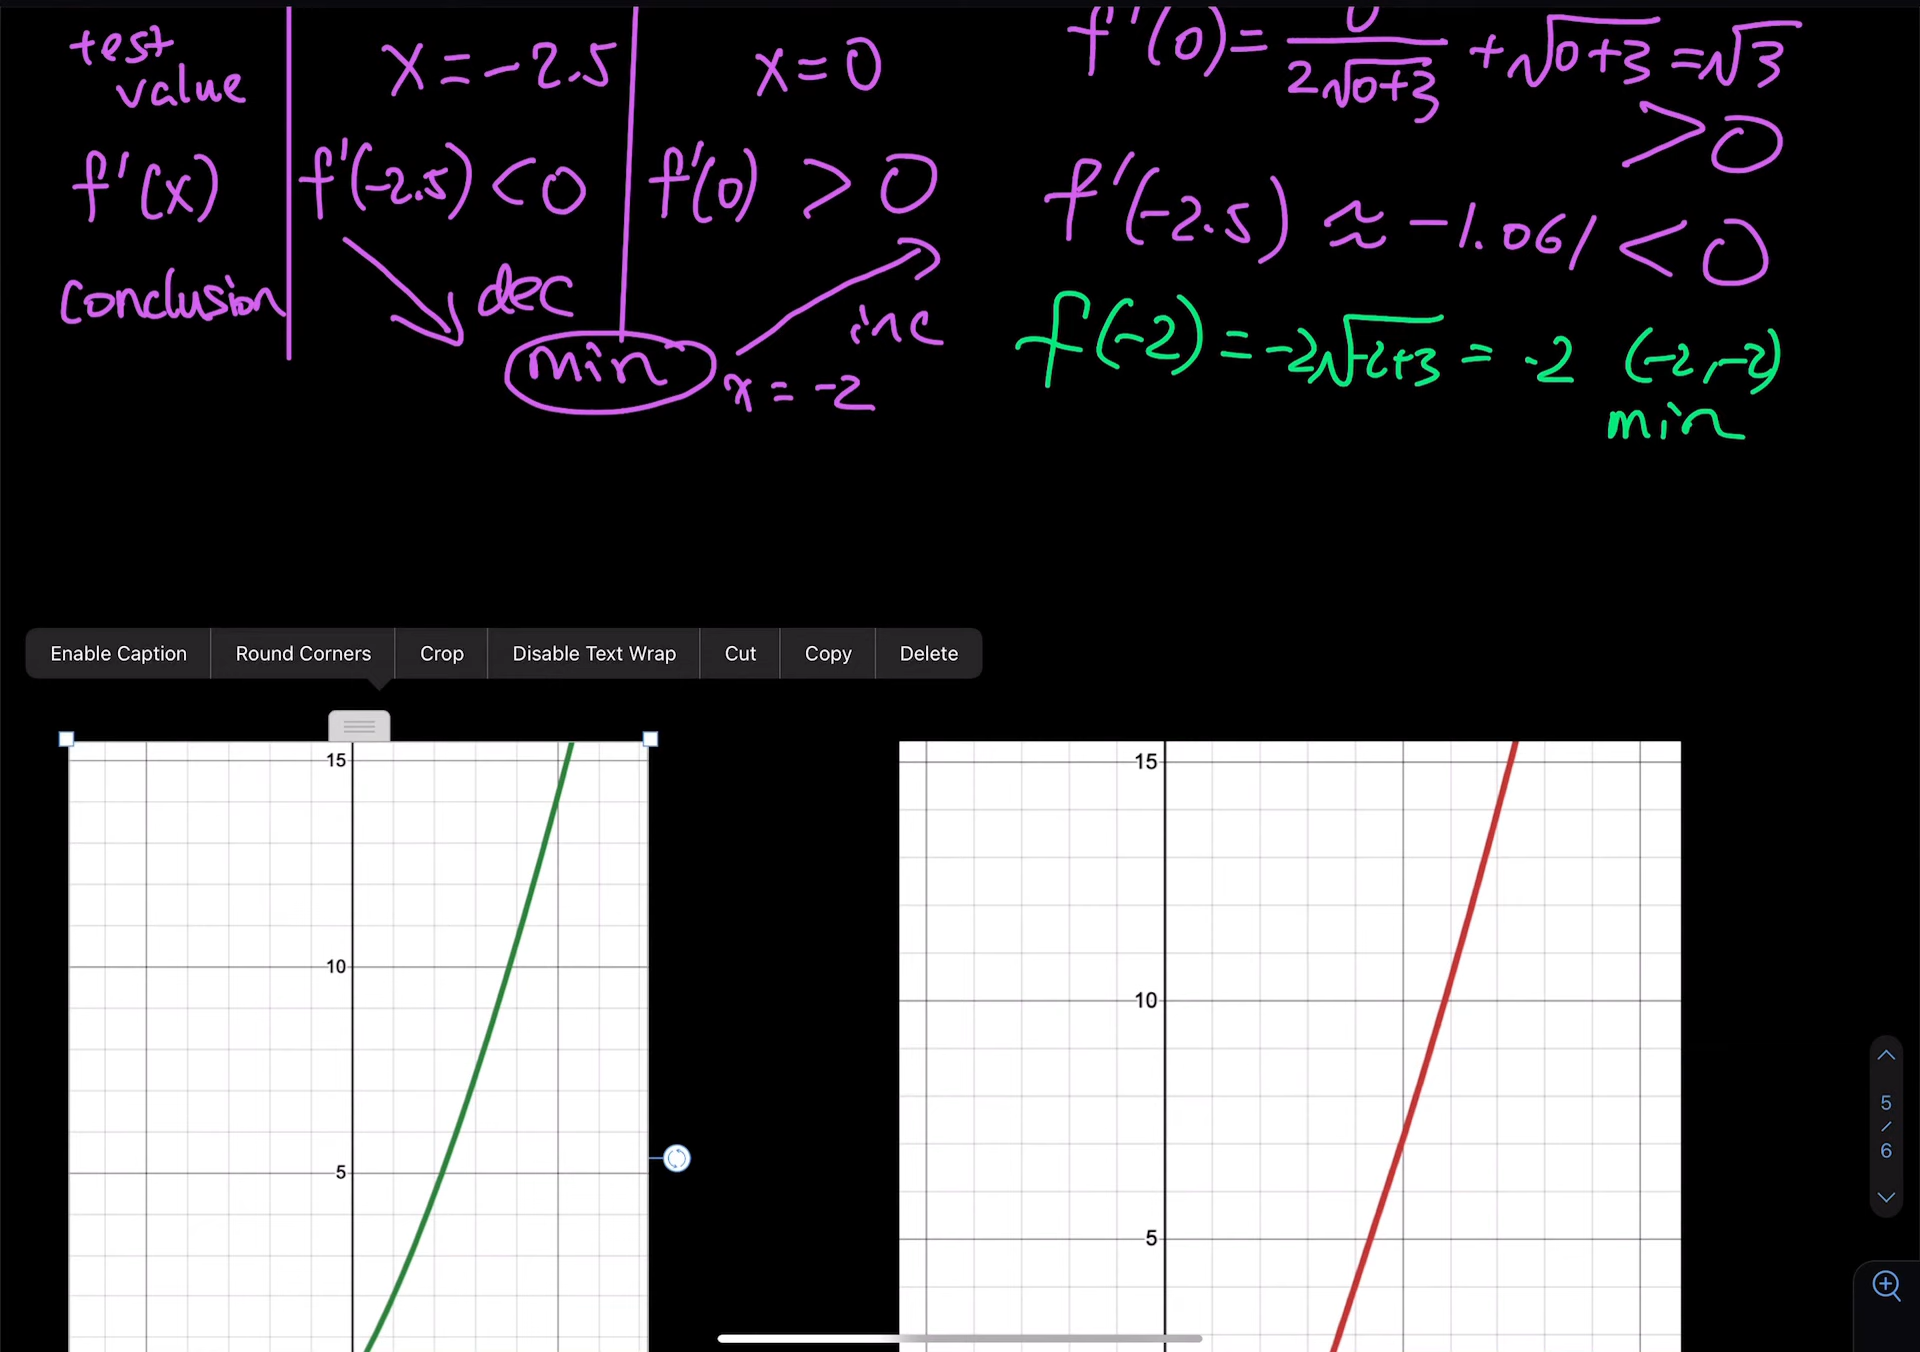 test value x=-2.5 x=0
f'(x) f'(-2.5) <0 f'(0) > 0
conclusion dec inc
min x = -2
f'(0)= 0/2√0+3 + √0+3 = √3
>0
f'(-2.5) ≈ -1.061 < 0
f(-2) = -2√-2+3 = -2 (-2,-2)
min
Enable Caption Round Corners Crop Disable Text Wrap Cut Copy Delete
15
10
5
15
10
5
5
/
6